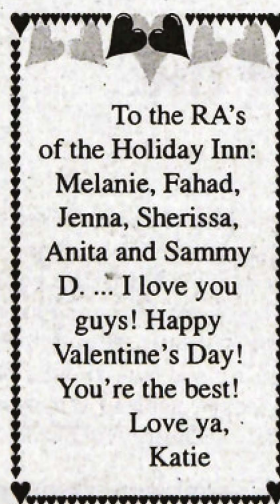 To the RA's
of the Holiday Inn:
Melanie, Fahad,
Jenna, Sherissa,
Anita and Sammy
D. ... I love you
guys! Happy
Valentine's Day!
You're the best!
Love ya,
Katie